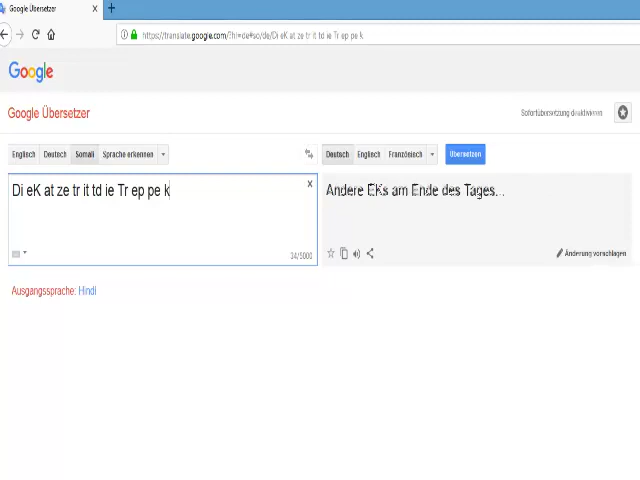 Google Übersetzer
https://translate.google.com/?hl=de#so/de/Di eK at ze tr it td ie Tr ep pe k
Google
Google Übersetzer
Sofortübersetzung deaktivieren
Englisch Deutsch Somali Sprache erkennen
Deutsch Englisch Französisch Übersetzen
Di eK at ze tr it td ie Tr ep pe k
Andere EKs am Ende des Tages...
34/5000
Änderung vorschlagen
Ausgangssprache: Hindi